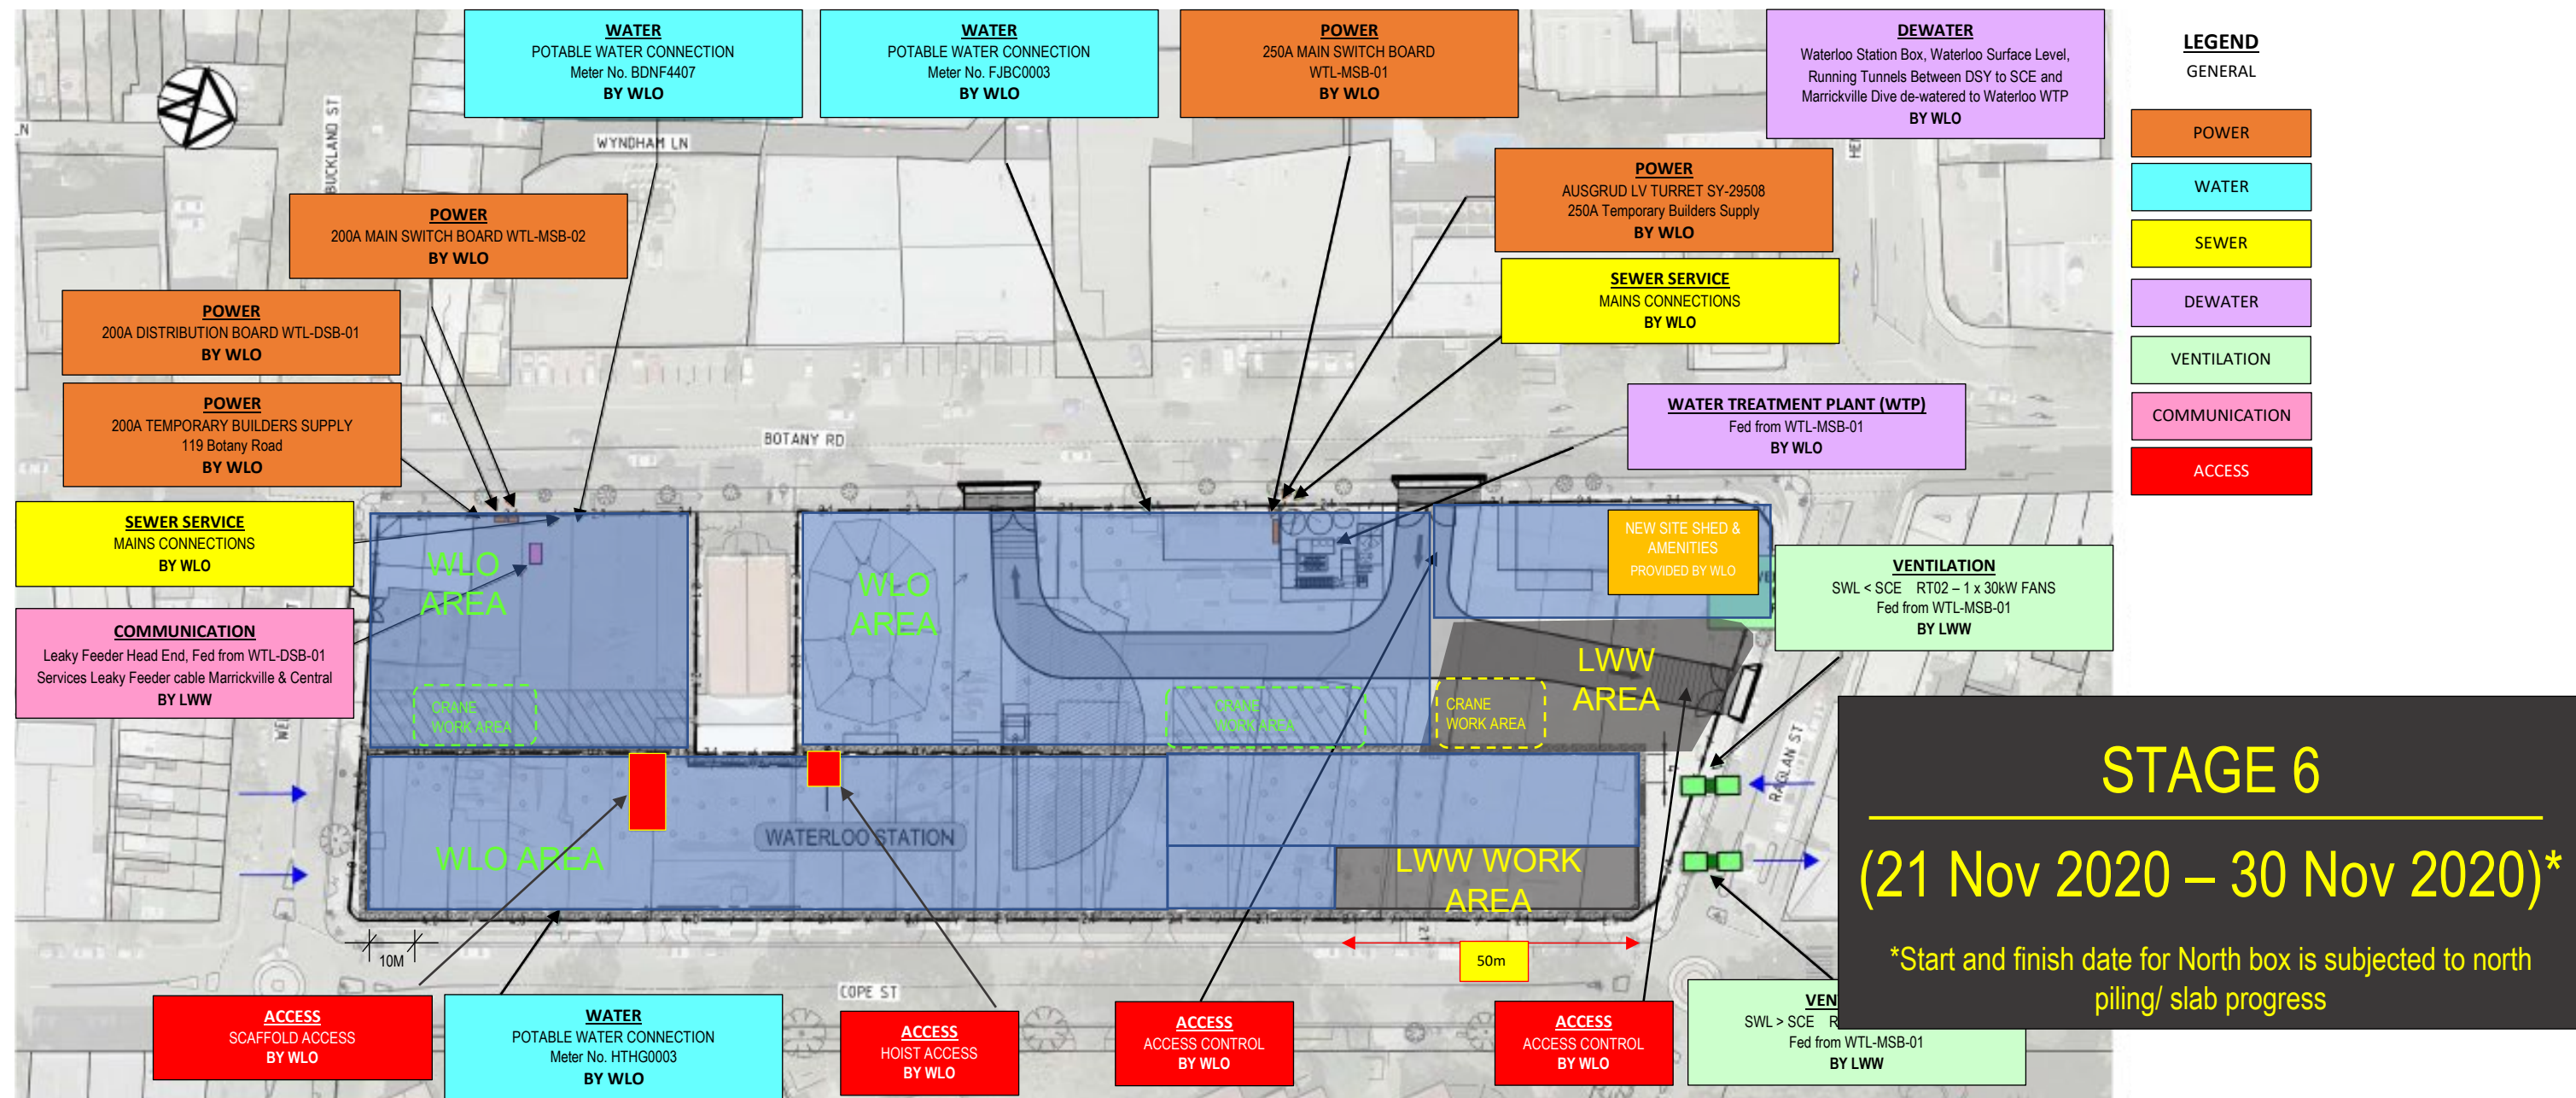 WATER
POTABLE WATER CONNECTION
Meter No. BDNF4407
BY WLO
WATER
POTABLE WATER CONNECTION
Meter No. FJBC0003
BY WLO
POWER
250A MAIN SWITCH BOARD
WTL-MSB-01
BY WLO
DEWATER
Waterloo Station Box, Waterloo Surface Level,
Running Tunnels Between DSY to SCE and
Marrickville Dive de-watered to Waterloo WTP
BY WLO
LEGEND
GENERAL
POWER
WATER
SEWER
DEWATER
VENTILATION
COMMUNICATION
ACCESS
BUCKLAND ST
WYNDHAM LN
POWER
AUSGRUD LV TURRET SY-29508
250A Temporary Builders Supply
BY WLO
POWER
200A MAIN SWITCH BOARD WTL-MSB-02
BY WLO
SEWER SERVICE
MAINS CONNECTIONS
BY WLO
POWER
200A DISTRIBUTION BOARD WTL-DSB-01
BY WLO
POWER
200A TEMPORARY BUILDERS SUPPLY
119 Botany Road
BY WLO
WATER TREATMENT PLANT (WTP)
Fed from WTL-MSB-01
BY WLO
BOTANY RD
SEWER SERVICE
MAINS CONNECTIONS
BY WLO
NEW SITE SHED &
AMENITIES
PROVIDED BY WLO
WLO
AREA
WLO
AREA
VENTILATION
SWL < SCE RT02 – 1 x 30kW FANS
Fed from WTL-MSB-01
BY LWW
COMMUNICATION
Leaky Feeder Head End, Fed from WTL-DSB-01
Services Leaky Feeder cable Marrickville & Central
BY LWW
LWW
AREA
CRANE
WORK AREA
CRANE
WORK AREA
CRANE
WORK AREA
RAGLAN ST
WATERLOO STATION
WLO AREA
LWW WORK
AREA
STAGE 6
(21 Nov 2020 – 30 Nov 2020)*
*Start and finish date for North box is subjected to north
piling/ slab progress
10M
50m
COPE ST
ACCESS
SCAFFOLD ACCESS
BY WLO
WATER
POTABLE WATER CONNECTION
Meter No. HTHG0003
BY WLO
ACCESS
HOIST ACCESS
BY WLO
ACCESS
ACCESS CONTROL
BY WLO
ACCESS
ACCESS CONTROL
BY WLO
VEN
SWL > SCE R
Fed from WTL-MSB-01
BY LWW